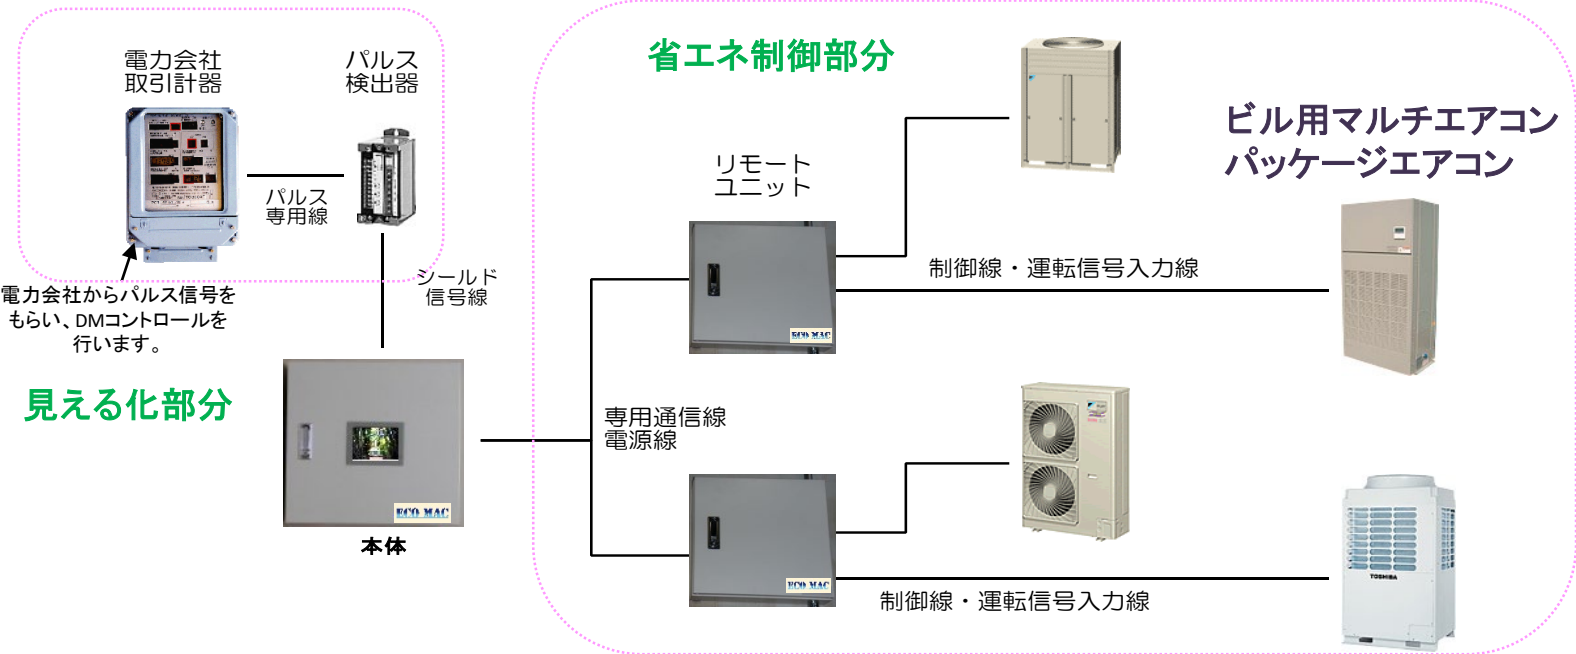 電力会社
取引計器
パルス
検出器
パルス
専用線
シールド
信号線
電力会社からパルス信号を
もらい、DMコントロールを
行います。
見える化部分
ECO MAC
本体
省エネ制御部分
ビル用マルチエアコン
パッケージエアコン
リモート
ユニット
ECO MAC
制御線・運転信号入力線
専用通信線
電源線
ECO MAC
制御線・運転信号入力線
TOSHIBA